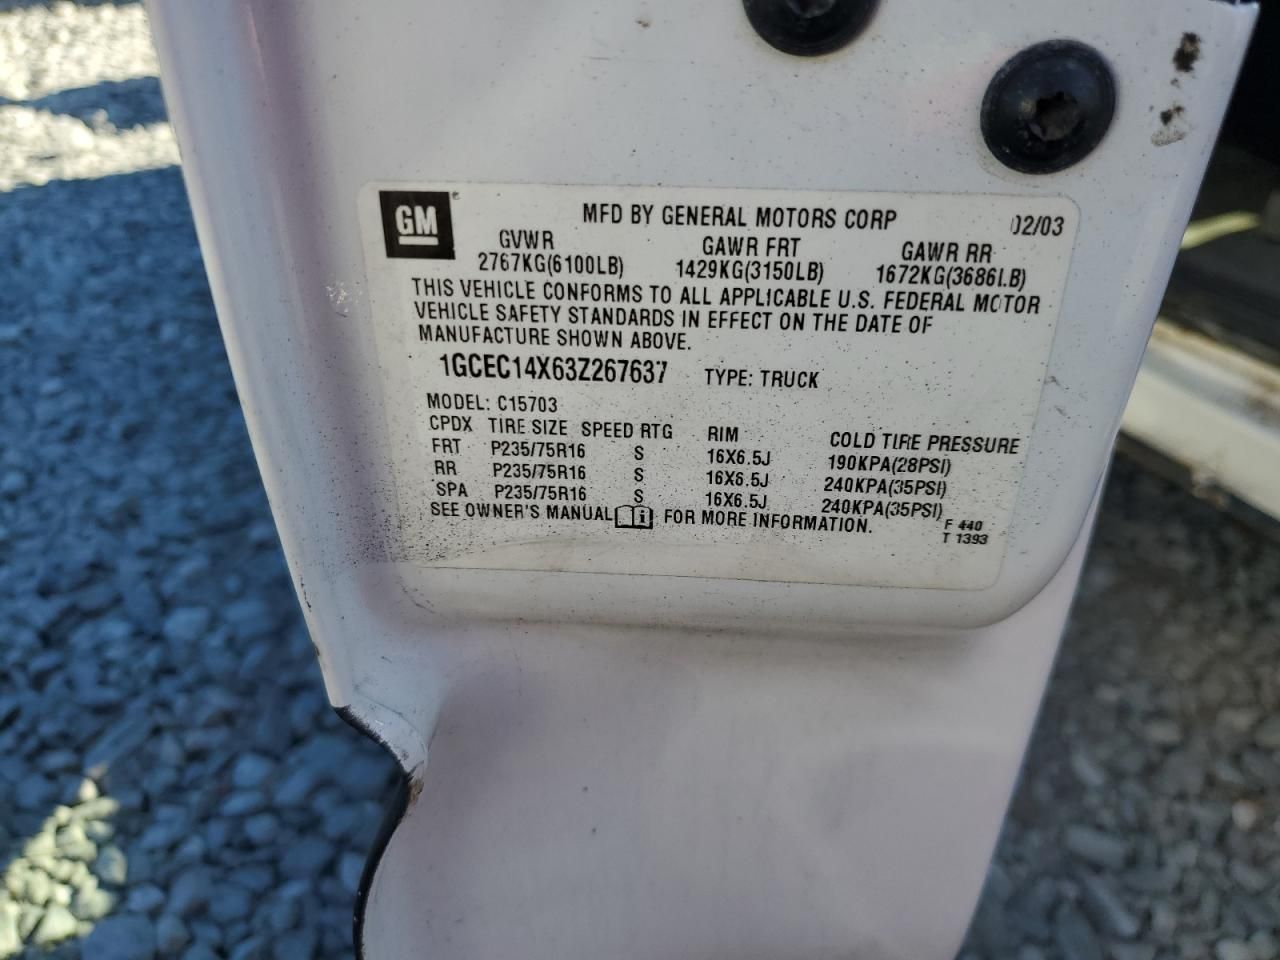 GM® MFD BY GENERAL MOTORS CORP 02/03
GVWR GAWR FRT GAWR RR
2767KG(6100LB) 1429KG(3150LB) 1672KG(3686LB)
THIS VEHICLE CONFORMS TO ALL APPLICABLE U.S. FEDERAL MOTOR
VEHICLE SAFETY STANDARDS IN EFFECT ON THE DATE OF
MANUFACTURE SHOWN ABOVE.
1GCEC14X63Z267637 TYPE: TRUCK
MODEL: C15703
CPDX TIRE SIZE SPEED RTG RIM COLD TIRE PRESSURE
FRT P235/75R16 S 16X6.5J 190KPA(28PSI)
RR P235/75R16 S 16X6.5J 240KPA(35PSI)
SPA P235/75R16 S 16X6.5J 240KPA(35PSI)
SEE OWNER'S MANUAL i FOR MORE INFORMATION.
F 440
T 1393